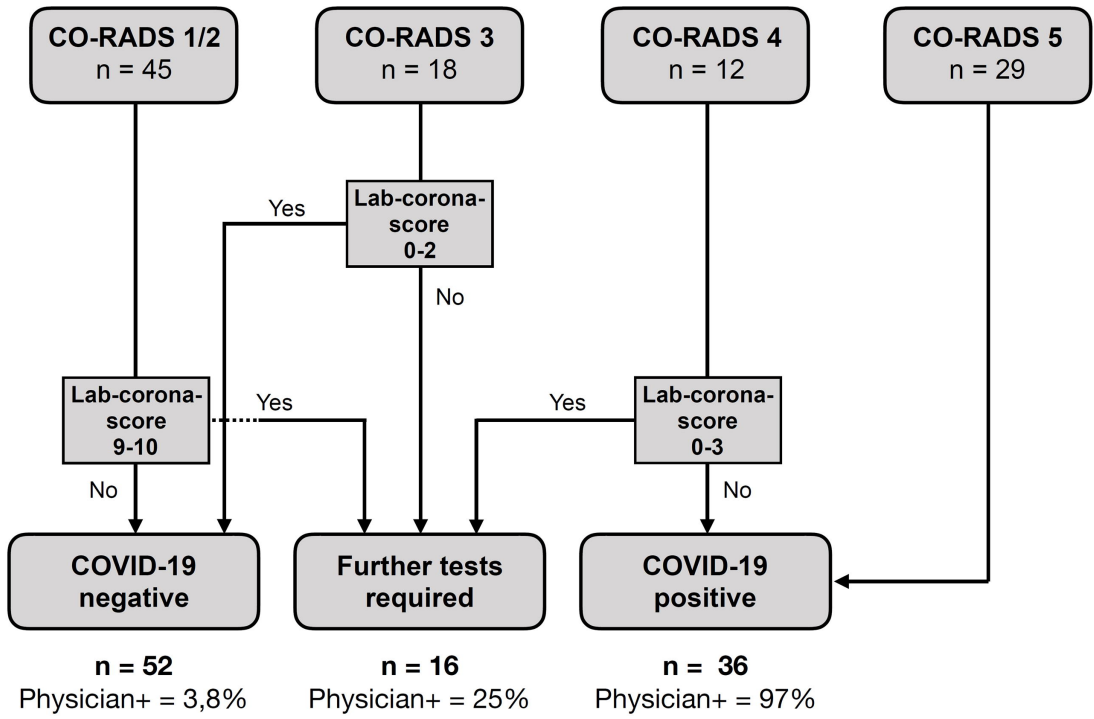 CO-RADS 1/2
n = 45
CO-RADS 3
n = 18
CO-RADS 4
n = 12
CO-RADS 5
n = 29
Lab-corona-
score
0-2
Yes
No
Lab-corona-
score
9-10
Yes
No
Lab-corona-
score
0-3
Yes
No
COVID-19
negative
Further tests
required
COVID-19
positive
n = 52
Physician+ = 3,8%
n = 16
Physician+ = 25%
n = 36
Physician+ = 97%